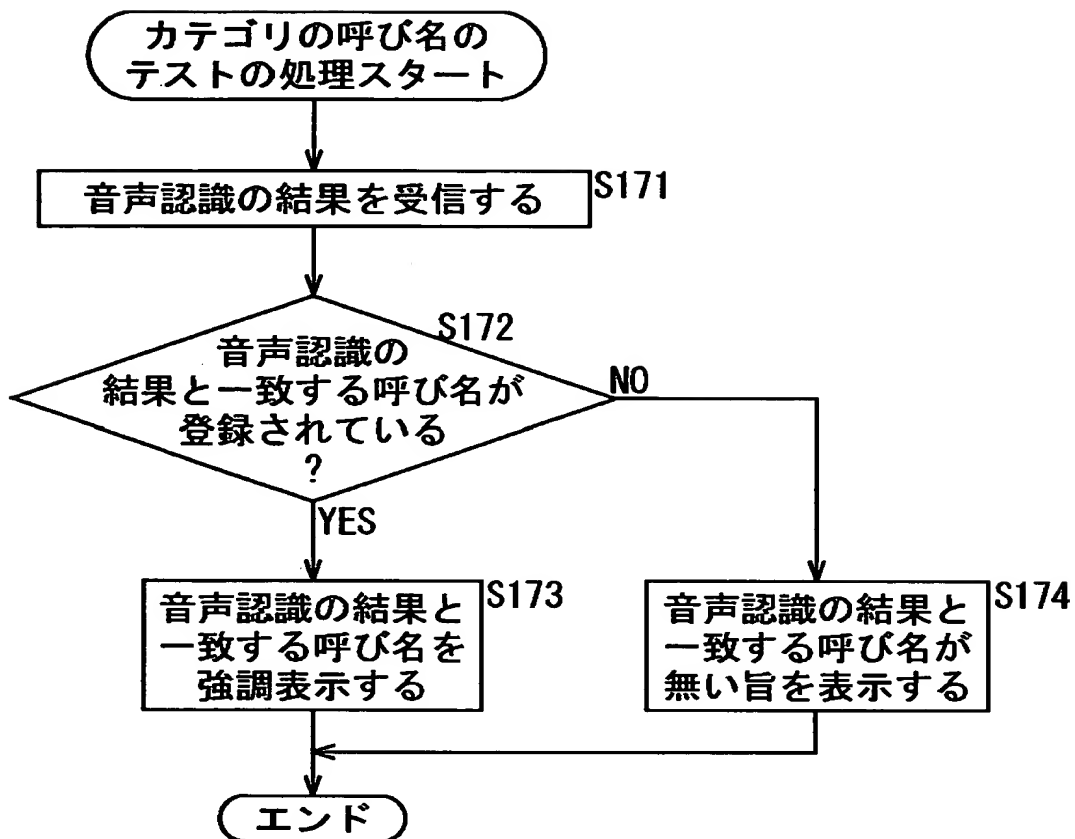 カテゴリの呼び名の
テストの処理スタート
音声認識の結果を受信する
S171
S172
音声認識の
結果と一致する呼び名が
登録されている
?
NO
YES
音声認識の結果と
一致する呼び名を
強調表示する
S173
音声認識の結果と
一致する呼び名が
無い旨を表示する
S174
エンド